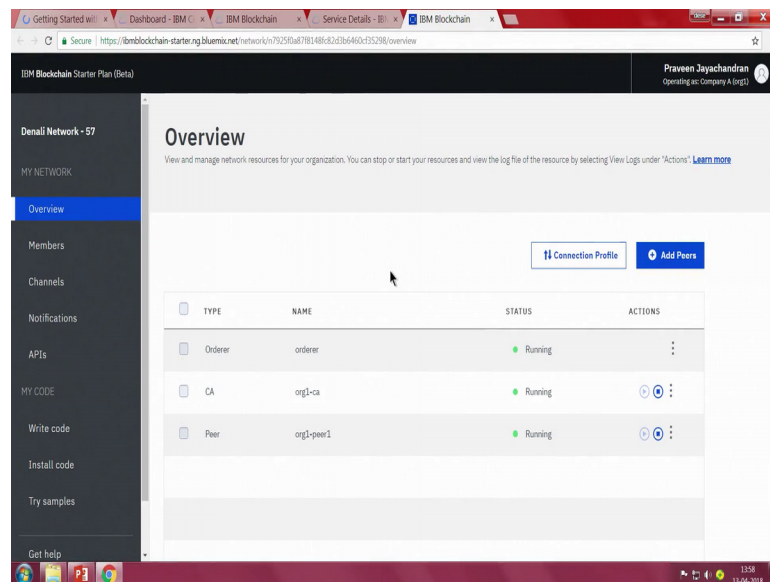 Getting Started wit
Dashboard - IBM C
IBM Blockchain
Service Details - IB
IBM Blockchain
Secure | https://ibmblockchain-starter.ng.bluemix.net/network/n7925f0a87f8148fc82d3b6460cf35298/overview
IBM Blockchain Starter Plan (Beta)
Praveen Jayachandran
Operating as: Company A (org1)
Denali Network - 57
MY NETWORK
Overview
Members
Channels
Notifications
APIs
MY CODE
Write code
Install code
Try samples
Get help
Overview
View and manage network resources for your organization. You can stop or start your resources and view the log file of the resource by selecting View Logs under "Actions". Learn more
Connection Profile
Add Peers
TYPE NAME STATUS ACTIONS
Orderer orderer Running
CA org1-ca Running
Peer org1-peer1 Running
13:58
13-04-2018